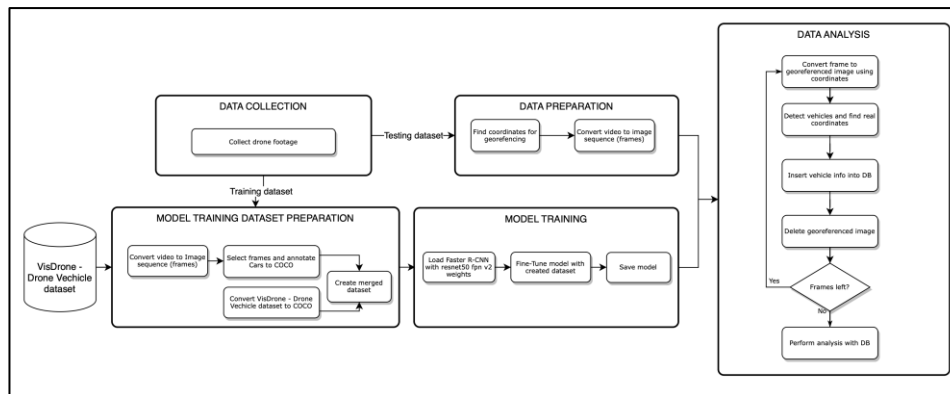 DATA ANALYSIS
Convert frame to
georeferenced image using
coordinates
Detect vehicles and find real
coordinates
Insert vehicle info into DB
Delete georeferenced image
Frames left?
Yes
No
Perform analysis with DB
DATA COLLECTION
Collect drone footage
Testing dataset
Training dataset
DATA PREPARATION
Find coordinates for
georefencing
Convert video to image
sequence (frames)
VisDrone -
Drone Vechicle
dataset
MODEL TRAINING DATASET PREPARATION
Convert video to Image
sequence (frames)
Select frames and annotate
Cars to COCO
Convert VisDrone - Drone
Vechicle dataset to COCO
Create merged
dataset
MODEL TRAINING
Load Faster R-CNN
with resnet50 fpn v2
weights
Fine-Tune model with
created dataset
Save model